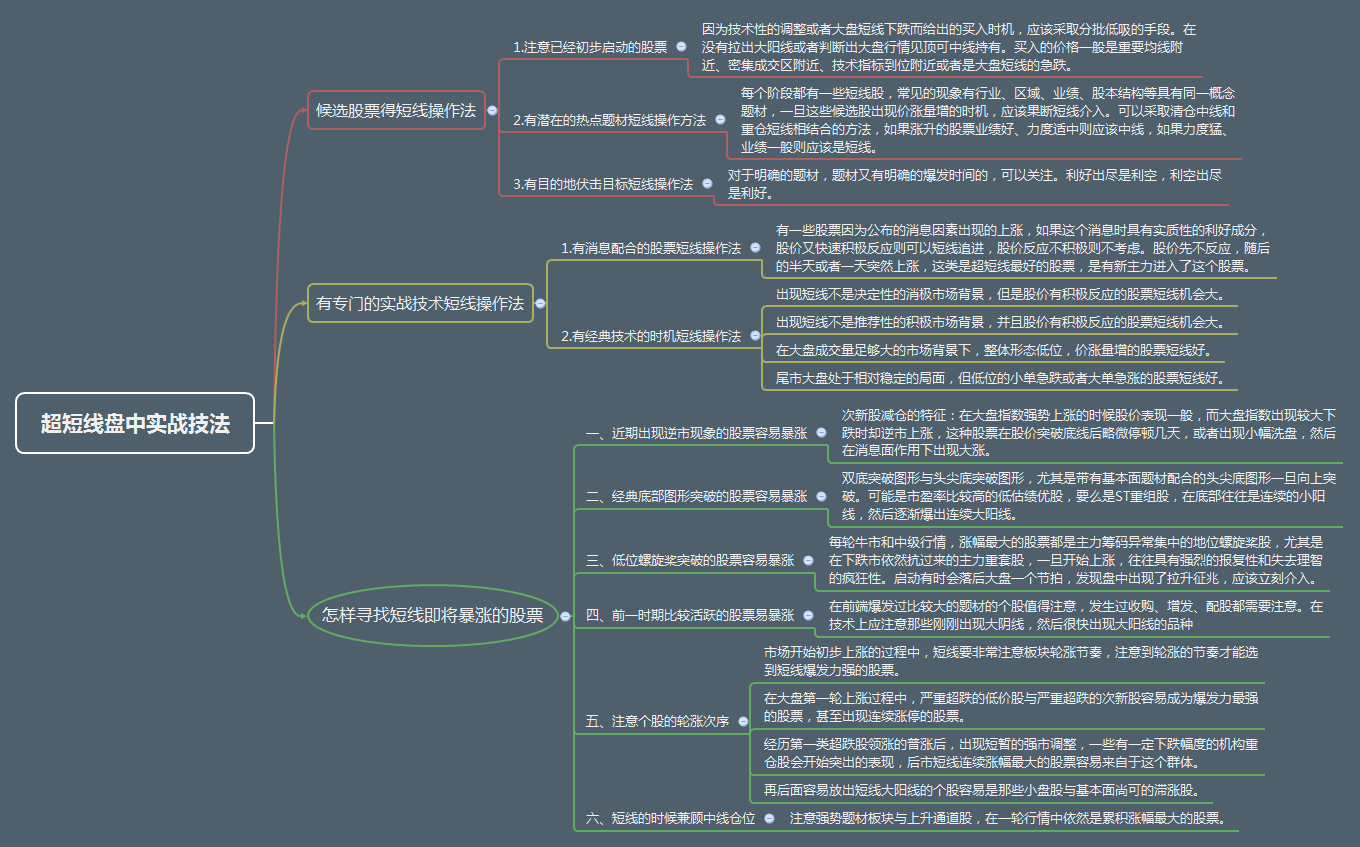 超短线盘中实战技法
候选股票得短线操作法
1.注意已经初步启动的股票
因为技术性的调整或者大盘短线下跌而给出的买入时机，应该采取分批低吸的手段。在
没有拉出大阳线或者判断出大盘行情见顶可中线持有。买入的价格一般是重要均线附
近、密集成交区附近、技术指标到位附近或者是大盘短线的急跌。
2.有潜在的热点题材短线操作方法
每个阶段都有一些短线股，常见的现象有行业、区域、业绩、股本结构等具有同一概念
题材，一旦这些候选股出现价涨量增的时机，应该果断短线介入。可以采取清仓中线和
重仓短线相结合的方法，如果涨升的股票业绩好、力度适中则应该中线，如果力度猛、
业绩一般则应该是短线。
3.有目的地伏击目标短线操作法
对于明确的题材，题材又有明确的爆发时间的，可以关注。利好出尽是利空，利空出尽
是利好。
有专门的实战技术短线操作法
1.有消息配合的股票短线操作法
有一些股票因为公布的消息因素出现的上涨，如果这个消息时具有实质性的利好成分，
股价又快速积极反应则可以短线追进，股价反应不积极则不考虑。股价先不反应，随后
的半天或者一天突然上涨，这类是超短线最好的股票，是有新主力进入了这个股票。
2.有经典技术的时机短线操作法
出现短线不是决定性的消极市场背景，但是股价有积极反应的股票短线机会大。
出现短线不是推荐性的积极市场背景，并且股价有积极反应的股票短线机会大。
在大盘成交量足够大的市场背景下，整体形态低位，价涨量增的股票短线好。
尾市大盘处于相对稳定的局面，但低位的小单急跌或者大单急涨的股票短线好。
怎样寻找短线即将暴涨的股票
一、近期出现逆市现象的股票容易暴涨
次新股减仓的特征：在大盘指数强势上涨的时候股价表现一般，而大盘指数出现较大下
跌时却逆市上涨，这种股票在股价突破底线后略微停顿几天，或者出现小幅洗盘，然后
在消息面作用下出现大涨。
二、经典底部图形突破的股票容易暴涨
双底突破图形与头尖底突破图形，尤其是带有基本面题材配合的头尖底图形一旦向上突
破。可能是市盈率比较高的低估绩优股，要么是ST重组股，在底部往往是连续的小阳
线，然后逐渐爆出连续大阳线。
三、低位螺旋桨突破的股票容易暴涨
每轮牛市和中级行情，涨幅最大的股票都是主力筹码异常集中的地位螺旋桨股，尤其是
在下跌市依然抗过来的主力重套股，一旦开始上涨，往往具有强烈的报复性和失去理智
的疯狂性。启动有时会落后大盘一个节拍，发现盘中出现了拉升征兆，应该立刻介入。
四、前一时期比较活跃的股票易暴涨
在前端爆发过比较大的题材的个股值得注意，发生过收购、增发、配股都需要注意。在
技术上应注意那些刚刚出现大阴线，然后很快出现大阳线的品种
五、注意个股的轮涨次序
市场开始初步上涨的过程中，短线要非常注意板块轮涨节奏，注意到轮涨的节奏才能选
到短线爆发力强的股票。
在大盘第一轮上涨过程中，严重超跌的低价股与严重超跌的次新股容易成为爆发力最强
的股票，甚至出现连续涨停的股票。
经历第一类超跌股领涨的普涨后，出现短暂的强市调整，一些有一定下跌幅度的机构重
仓股会开始突出的表现，后市短线连续涨幅最大的股票容易来自于这个群体。
再后面容易放出短线大阳线的个股容易是那些小盘股与基本面尚可的滞涨股。
六、短线的时候兼顾中线仓位
注意强势题材板块与上升通道股，在一轮行情中依然是累积涨幅最大的股票。